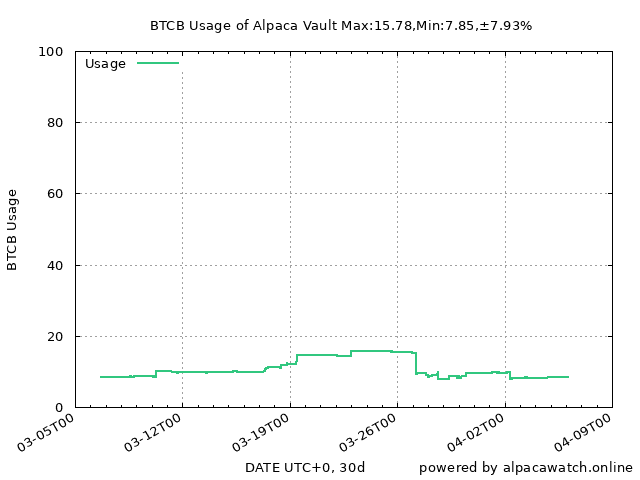 BTCB Usage of Alpaca Vault Max:15.78,Min:7.85,±7.93%
Usage
100
80
60
40
20
0
BTCB Usage
03-05T00
03-12T00
03-19T00
03-26T00
04-02T00
04-09T00
DATE UTC+0, 30d
powered by alpacawatch.online